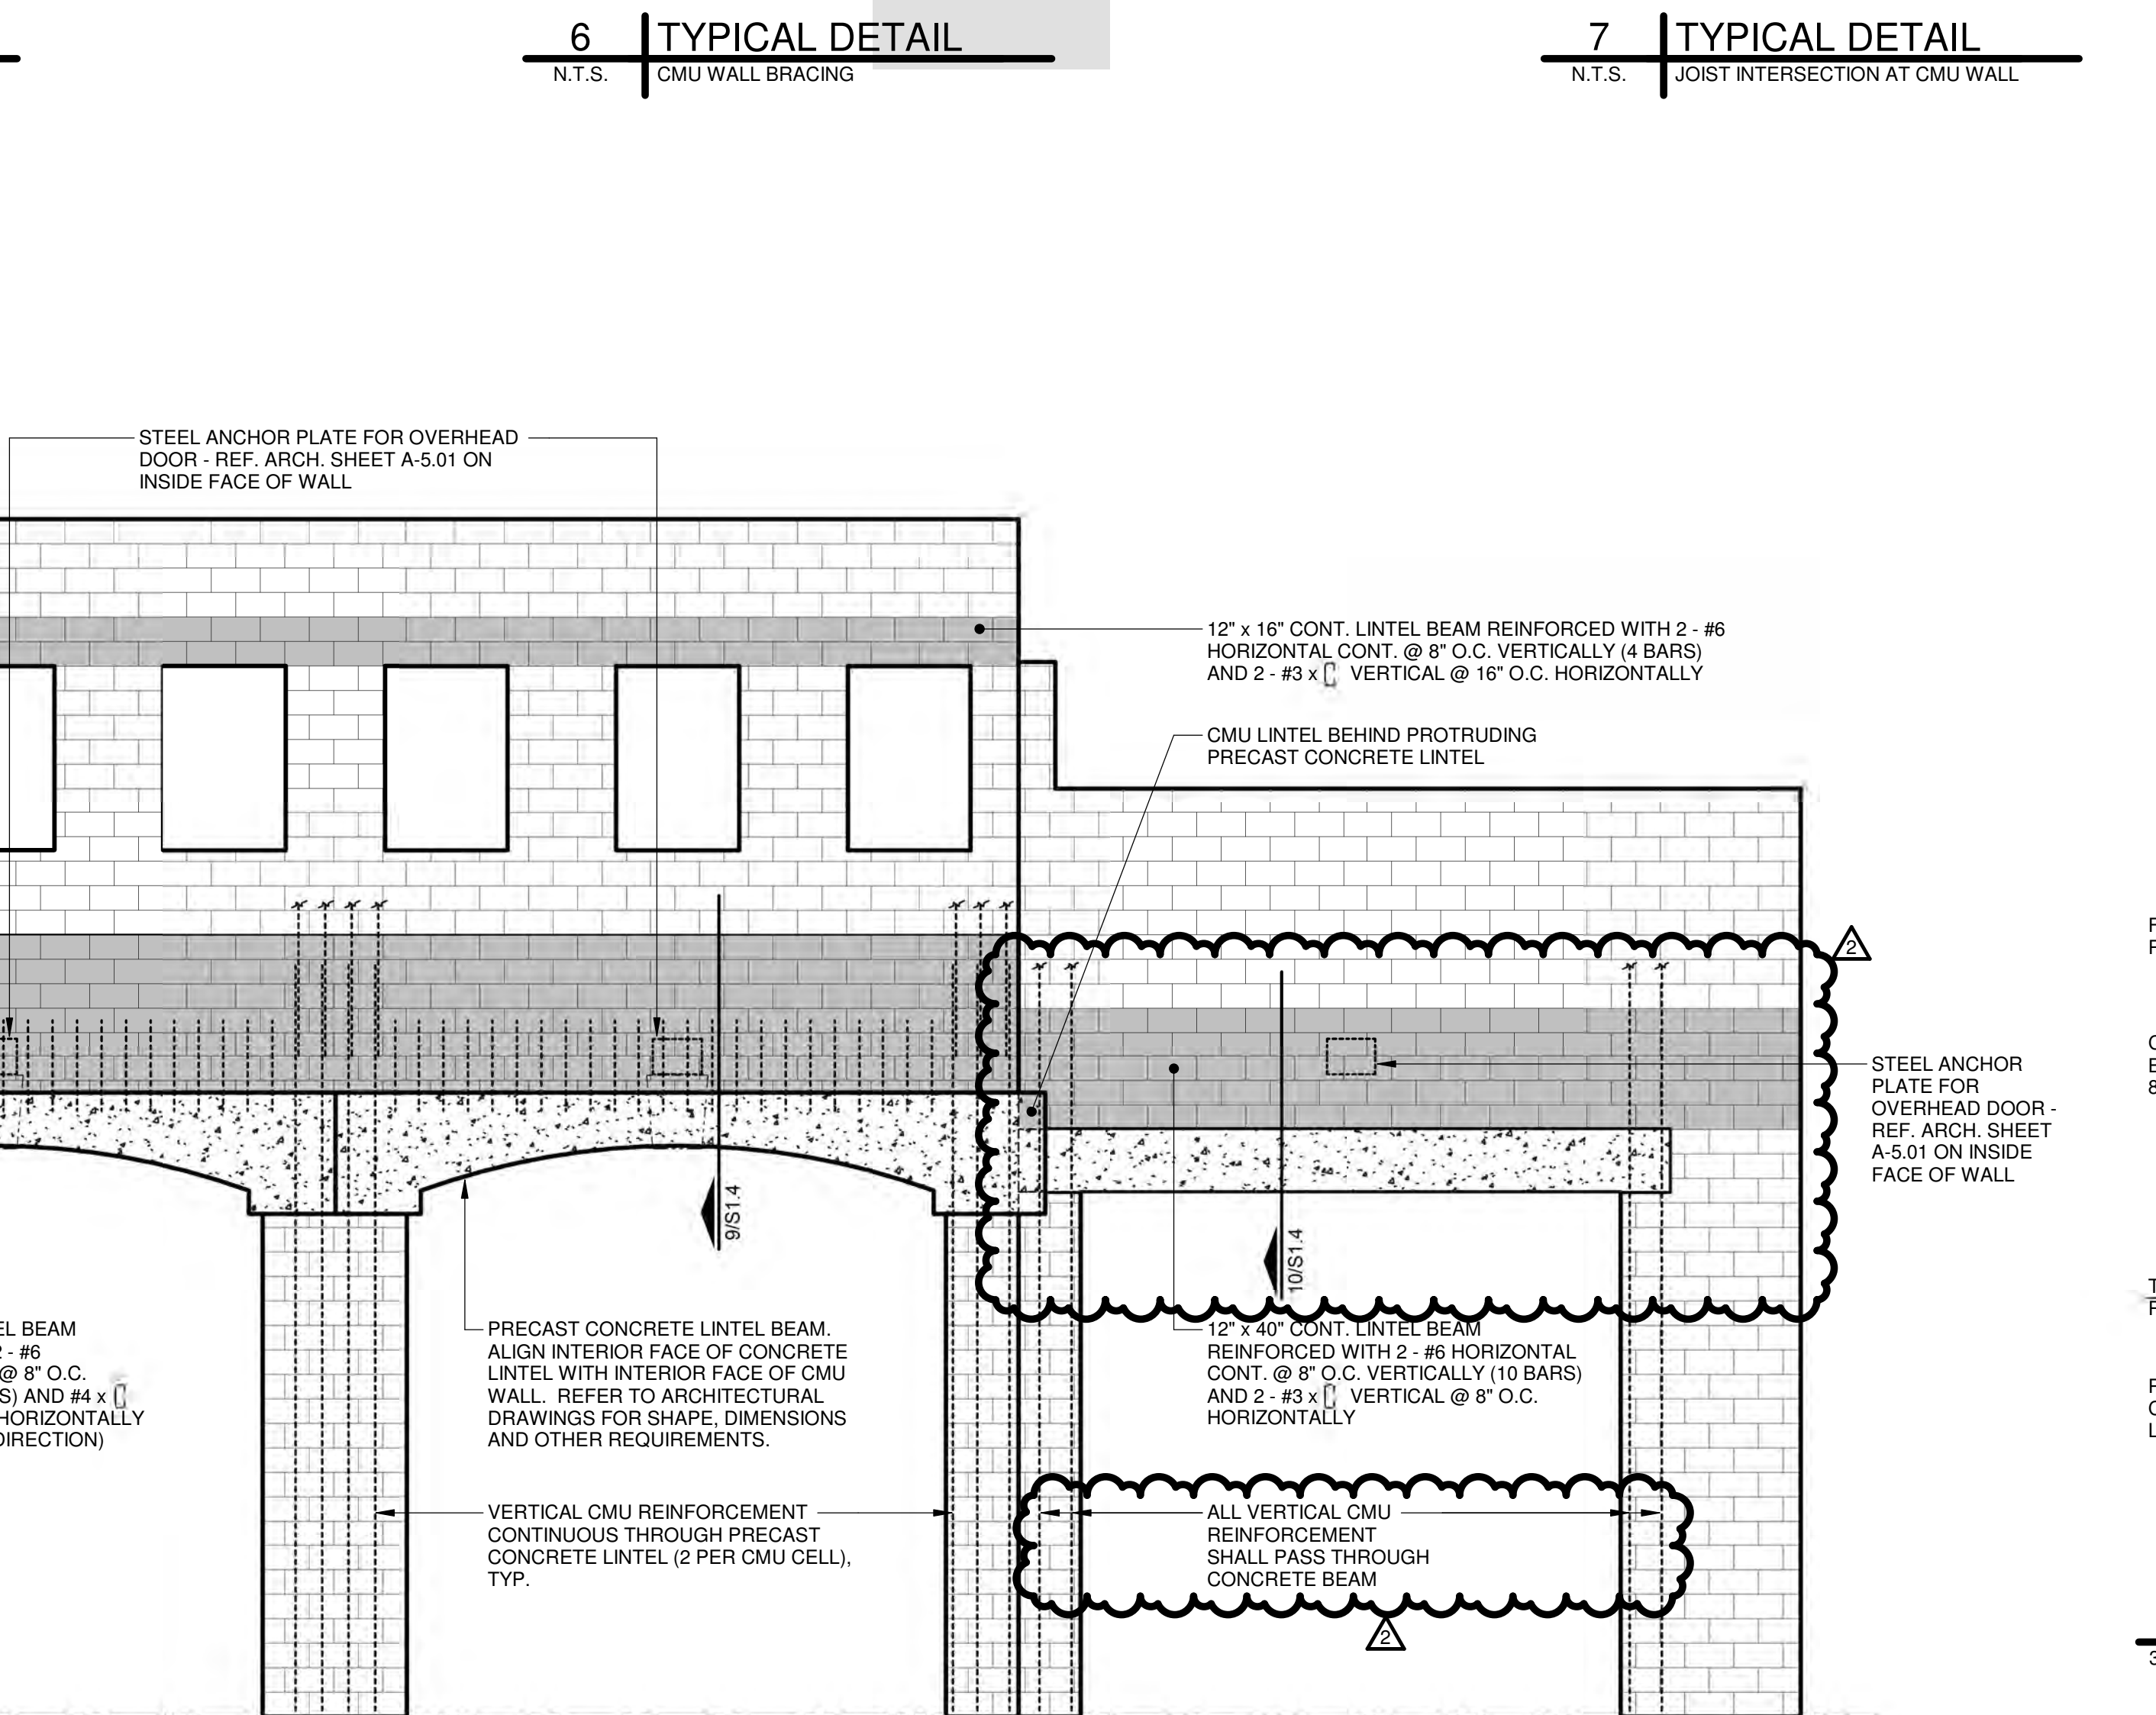 6 TYPICAL DETAIL
N.T.S. CMU WALL BRACING
7 TYPICAL DETAIL
N.T.S. JOIST INTERSECTION AT CMU WALL
STEEL ANCHOR PLATE FOR OVERHEAD
DOOR - REF. ARCH. SHEET A-5.01 ON
INSIDE FACE OF WALL
12" x 16" CONT. LINTEL BEAM REINFORCED WITH 2 - #6
HORIZONTAL CONT. @ 8" O.C. VERTICALLY (4 BARS)
AND 2 - #3 x VERTICAL @ 16" O.C. HORIZONTALLY
CMU LINTEL BEHIND PROTRUDING
PRECAST CONCRETE LINTEL
2
STEEL ANCHOR
PLATE FOR
OVERHEAD DOOR -
REF. ARCH. SHEET
A-5.01 ON INSIDE
FACE OF WALL
9/S1.4
10/S1.4
EL BEAM
- #6
@ 8" O.C.
S) AND #4 x
HORIZONTALLY
DIRECTION)
PRECAST CONCRETE LINTEL BEAM.
ALIGN INTERIOR FACE OF CONCRETE
LINTEL WITH INTERIOR FACE OF CMU
WALL. REFER TO ARCHITECTURAL
DRAWINGS FOR SHAPE, DIMENSIONS
AND OTHER REQUIREMENTS.
12" x 40" CONT. LINTEL BEAM
REINFORCED WITH 2 - #6 HORIZONTAL
CONT. @ 8" O.C. VERTICALLY (10 BARS)
AND 2 - #3 x VERTICAL @ 8" O.C.
HORIZONTALLY
VERTICAL CMU REINFORCEMENT
CONTINUOUS THROUGH PRECAST
CONCRETE LINTEL (2 PER CMU CELL),
TYP.
ALL VERTICAL CMU
REINFORCEMENT
SHALL PASS THROUGH
CONCRETE BEAM
2